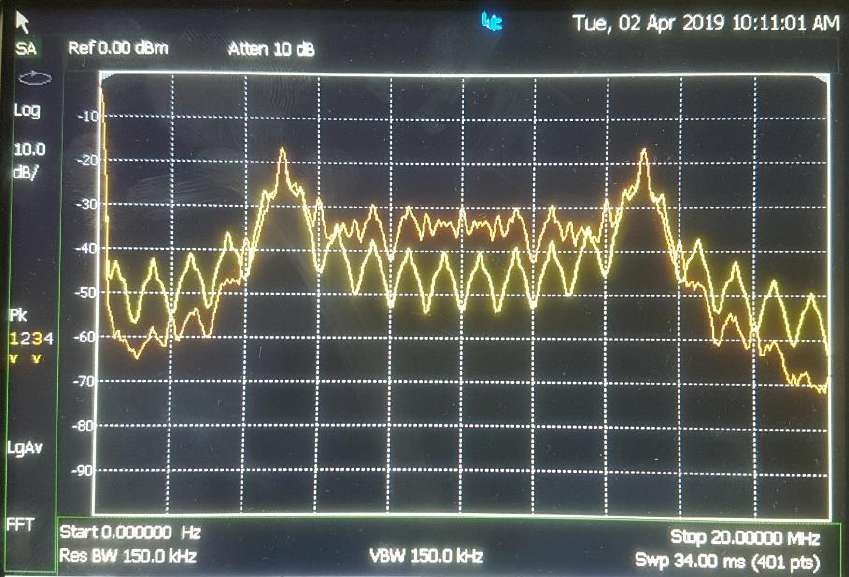 Tue, 02 Apr 2019 10:11:01 AM
SA Ref 0.00 dBm Atten 10 dB
Log
-10
10.0
-20
dB/
-30
-40
-50
Pk
1234
-60
-70
-80
LgAv
-90
FFT
Start 0.000000 Hz Stop 20.00000 MHz
Res BW 150.0 kHz VBW 150.0 kHz Swp 34.00 ms (401 pts)